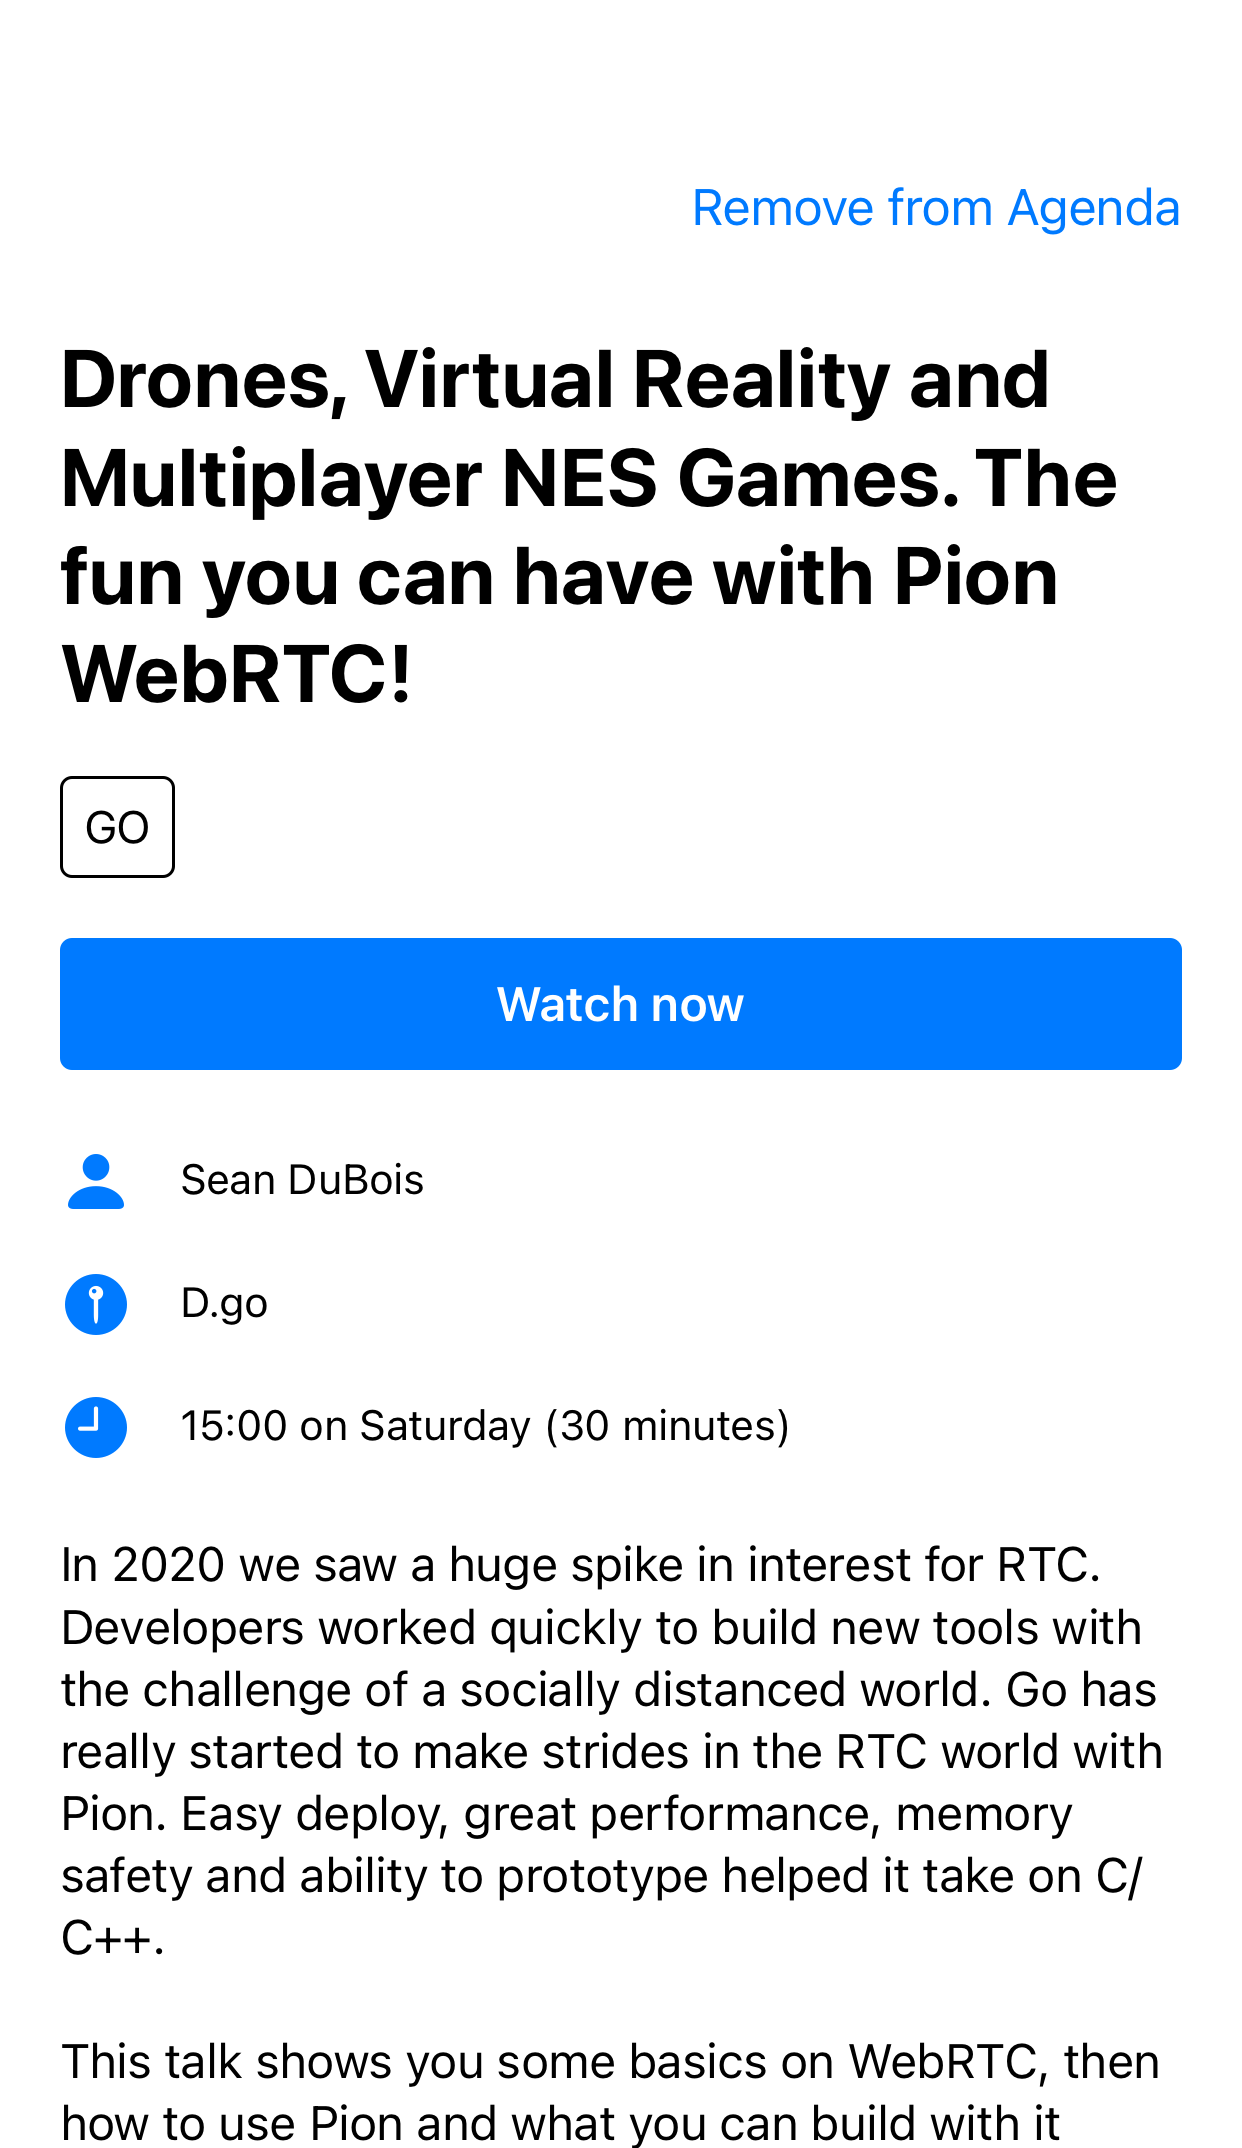 Remove from Agenda
Drones, Virtual Reality and
Multiplayer NES Games. The
fun you can have with Pion
WebRTC!
GO
Watch now
Sean DuBois
D.go
15:00 on Saturday (30 minutes)
In 2020 we saw a huge spike in interest for RTC.
Developers worked quickly to build new tools with
the challenge of a socially distanced world. Go has
really started to make strides in the RTC world with
Pion. Easy deploy, great performance, memory
safety and ability to prototype helped it take on C/
C++.
This talk shows you some basics on WebRTC, then
how to use Pion and what you can build with it